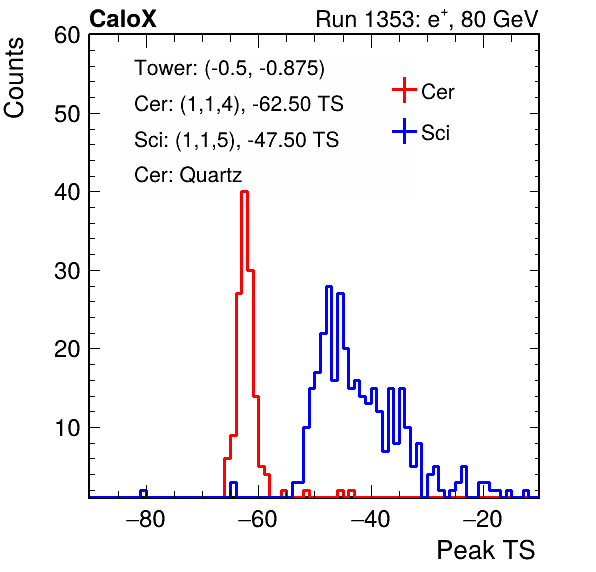 CaloX Run 1353: e⁺, 80 GeV
Counts
60
50
40
30
20
10
Tower: (-0.5, -0.875)
Cer: (1,1,4), -62.50 TS
Sci: (1,1,5), -47.50 TS
Cer: Quartz
Cer
Sci
−80 −60 −40 −20
Peak TS